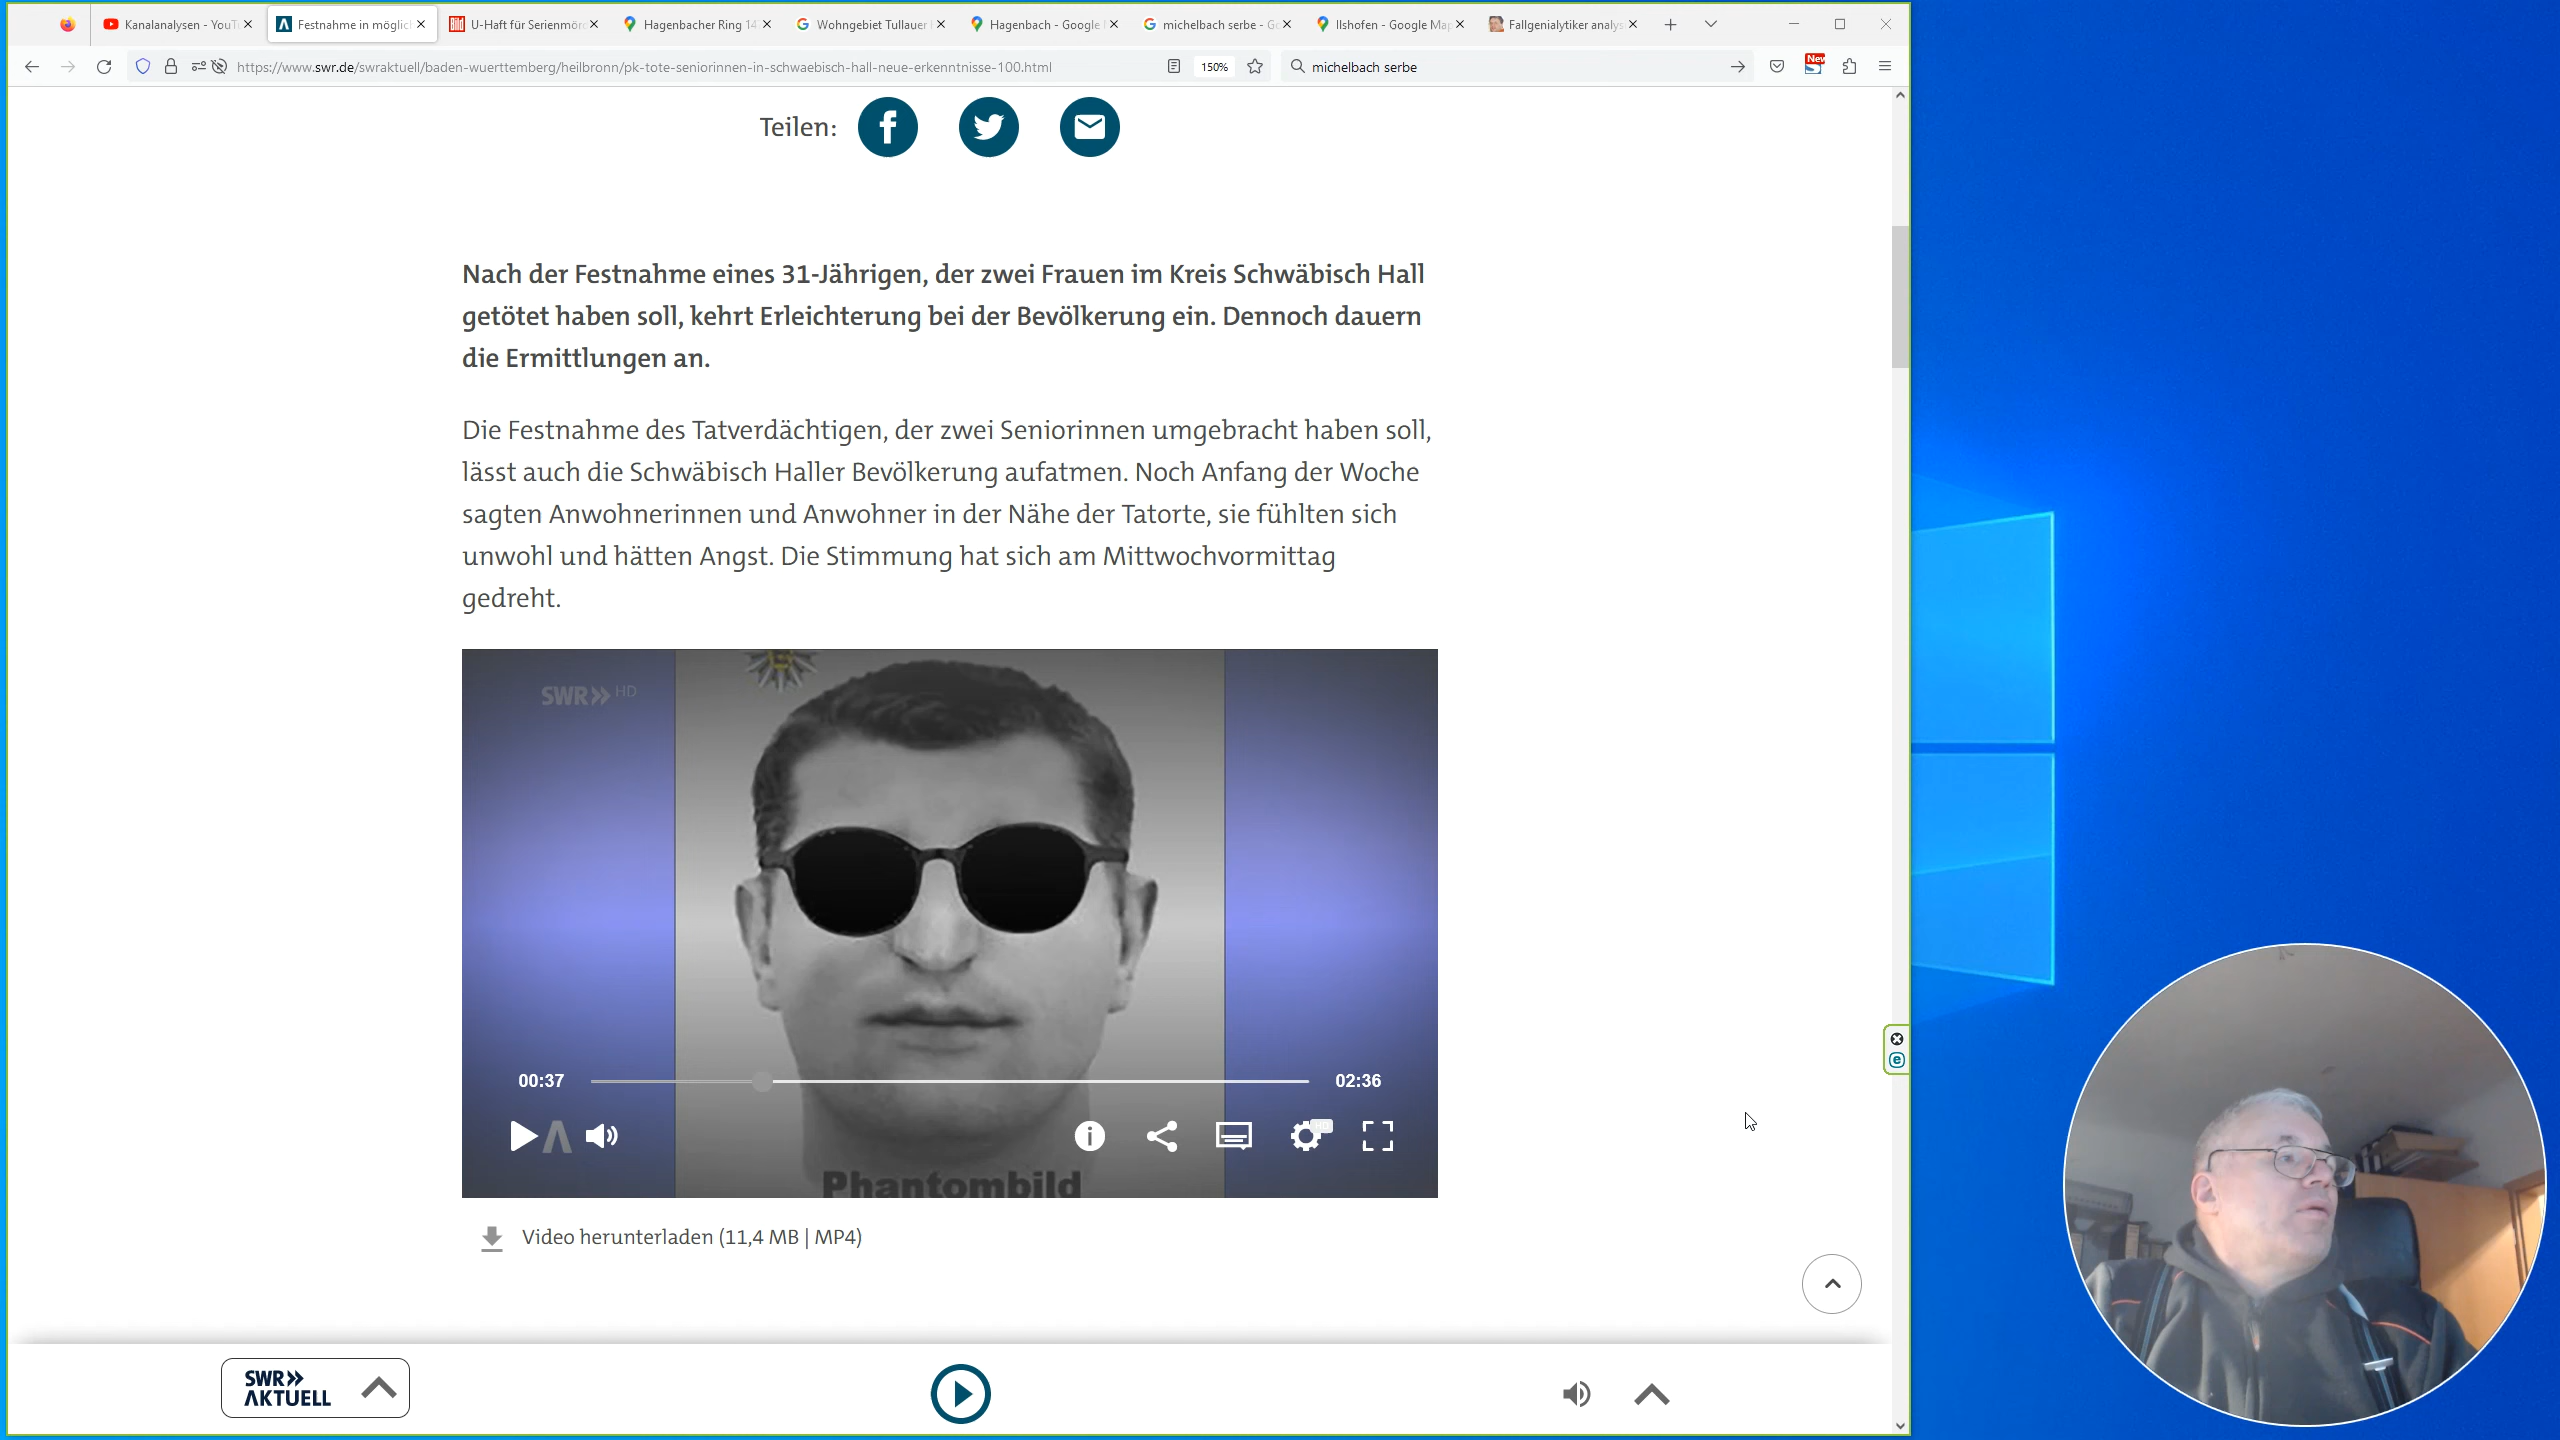 Kanalanalysen - YouT
Festnahme in möglic
U-Haft für Serienmör
Hagenbacher Ring 14
Wohngebiet Tullauer
Hagenbach - Google
michelbach serbe - G
Ilshofen - Google Map
Fallgenialytiker analys
https://www.swr.de/swraktuell/baden-wuerttemberg/heilbronn/pk-tote-seniorinnen-in-schwaebisch-hall-neue-erkenntnisse-100.html
150%
michelbach serbe
New
Teilen:
Nach der Festnahme eines 31-Jährigen, der zwei Frauen im Kreis Schwäbisch Hall
getötet haben soll, kehrt Erleichterung bei der Bevölkerung ein. Dennoch dauern
die Ermittlungen an.
Die Festnahme des Tatverdächtigen, der zwei Seniorinnen umgebracht haben soll,
lässt auch die Schwäbisch Haller Bevölkerung aufatmen. Noch Anfang der Woche
sagten Anwohnerinnen und Anwohner in der Nähe der Tatorte, sie fühlten sich
unwohl und hätten Angst. Die Stimmung hat sich am Mittwochvormittag
gedreht.
SWR» HD
00:37
02:36
HD
Phantombild
Video herunterladen (11,4 MB | MP4)
SWR»
AKTUELL